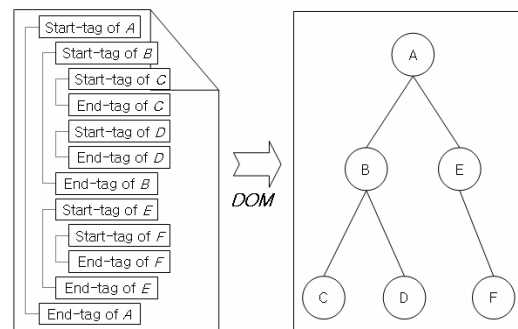 Start-tag of A
Start-tag of B
Start-tag of C
End-tag of C
Start-tag of D
End-tag of D
End-tag of B
Start-tag of E
Start-tag of F
End-tag of F
End-tag of E
End-tag of A
DOM
A
B
E
C
D
F